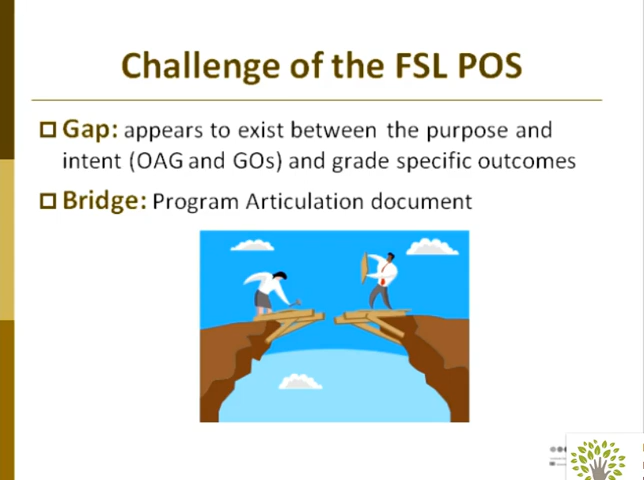 Challenge of the FSL POS
Gap: appears to exist between the purpose and
intent (OAG and GOs) and grade specific outcomes
Bridge: Program Articulation document